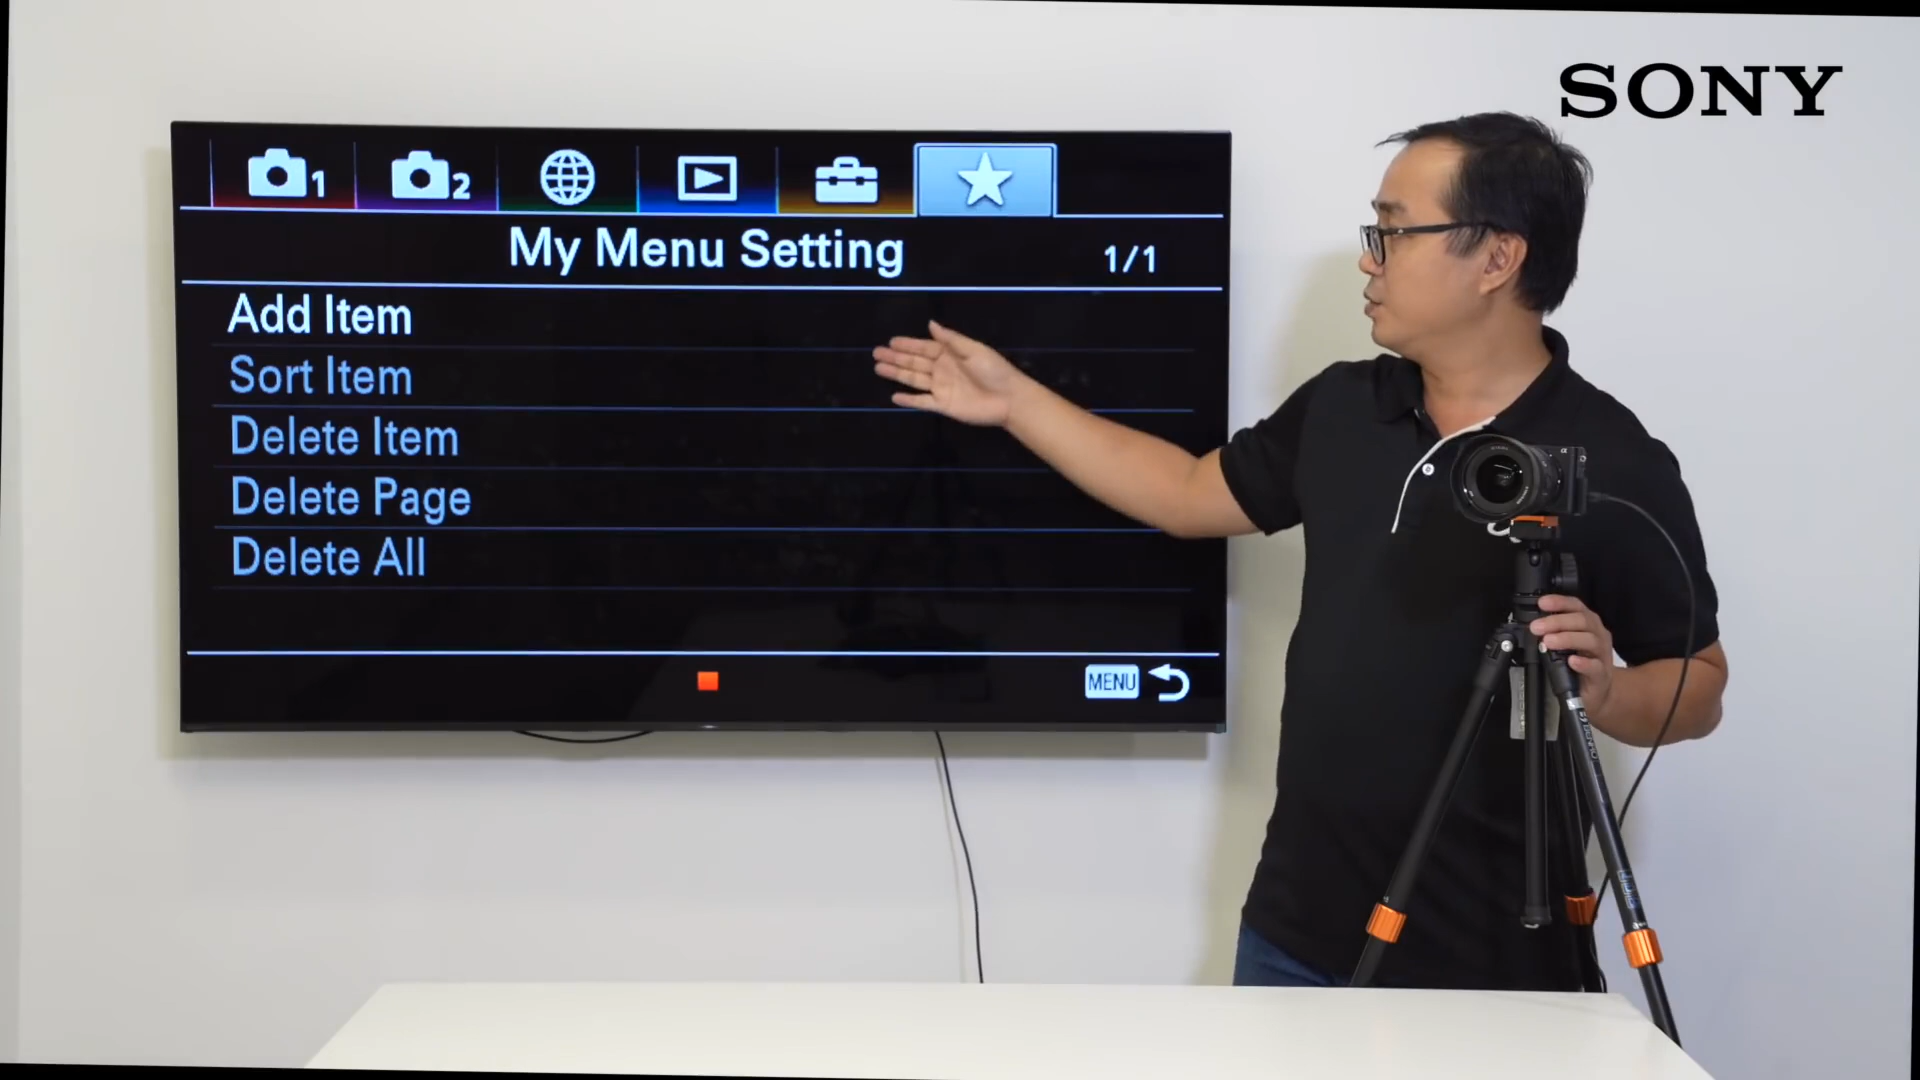 SONY
1
2
My Menu Setting
1/1
Add Item
Sort Item
Delete Item
Delete Page
Delete All
MENU
α